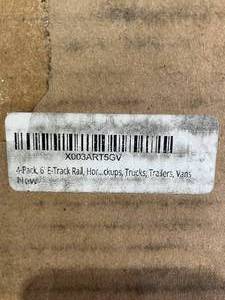 X003ART5GV
4-Pack, 6' E-Track Rail, Hor...ckups, Trucks, Trailers, Vans
New